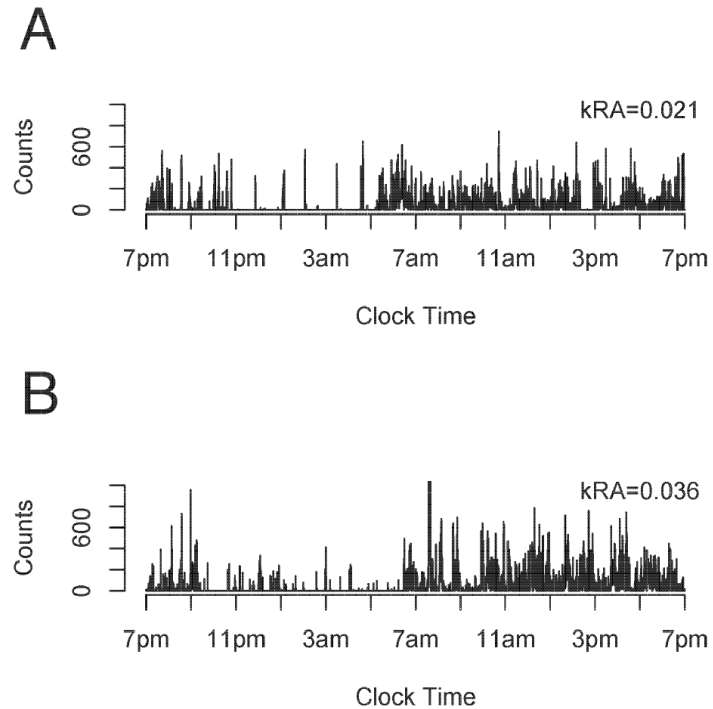 A
kRA=0.021
Counts
600
0
7pm 11pm 3am 7am 11am 3pm 7pm
Clock Time
B
kRA=0.036
Counts
600
0
7pm 11pm 3am 7am 11am 3pm 7pm
Clock Time